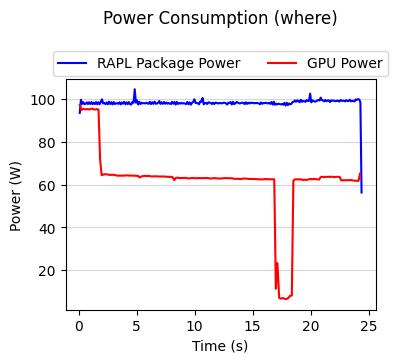 Power Consumption (where)
RAPL Package Power GPU Power
100
80
60
40
20
Power (W)
0 5 10 15 20 25
Time (s)